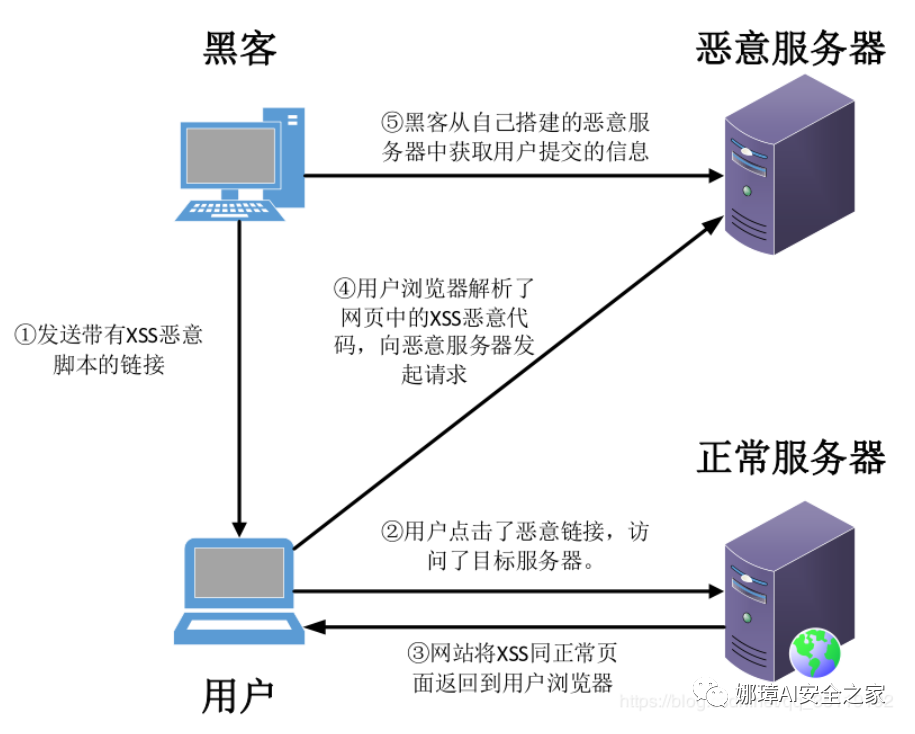 黑客
恶意服务器
⑤黑客从自己搭建的恶意服
务器中获取用户提交的信息
④用户浏览器解析了
网页中的XSS恶意代
码，向恶意服务器发
起请求
①发送带有XSS恶意
脚本的链接
正常服务器
②用户点击了恶意链接，访
问了目标服务器。
③网站将XSS同正常页
面返回到用户浏览器
用户
https://blog
娜璋AI安全之家